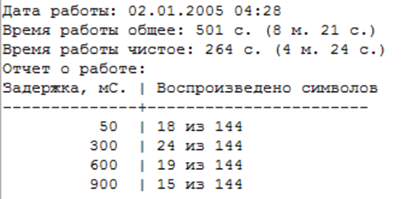 Дата работы: 02.01.2005 04:28
Время работы общее: 501 с. (8 м. 21 с.)
Время работы чистое: 264 с. (4 м. 24 с.)
Отчет о работе:
Задержка, мС. | Воспроизведено символов
--------------+-----------------------
50 | 18 из 144
300 | 24 из 144
600 | 19 из 144
900 | 15 из 144